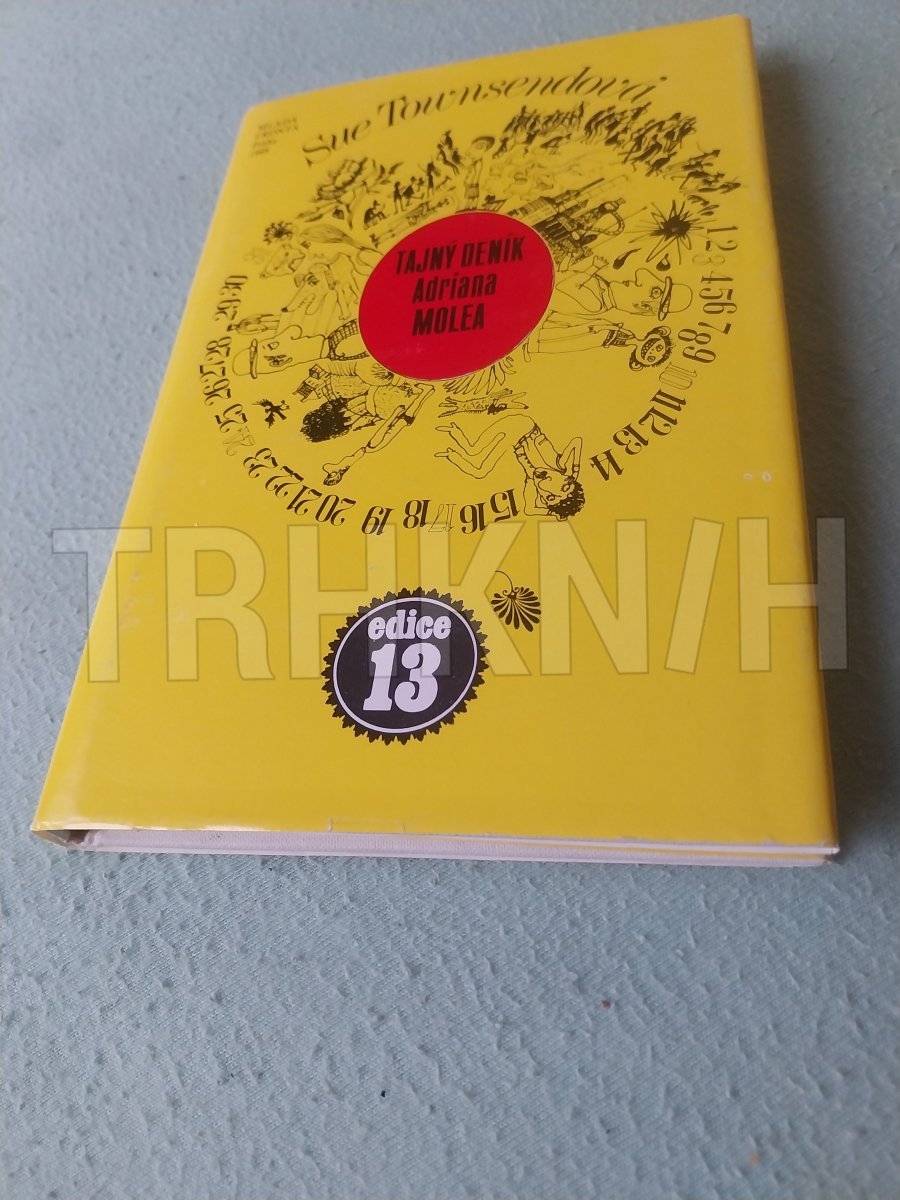 Sue Townsendová
MLADÁ
FRONTA
TAJNÝ DENÍK
Adriana
MOLEA
1 2 3 4 5 6 7 8 9 10 11 12 13 14
15 16 17 18 19 20 21 22 23 24 25 26 27 28 29 30
edice
13
TRHKNIH